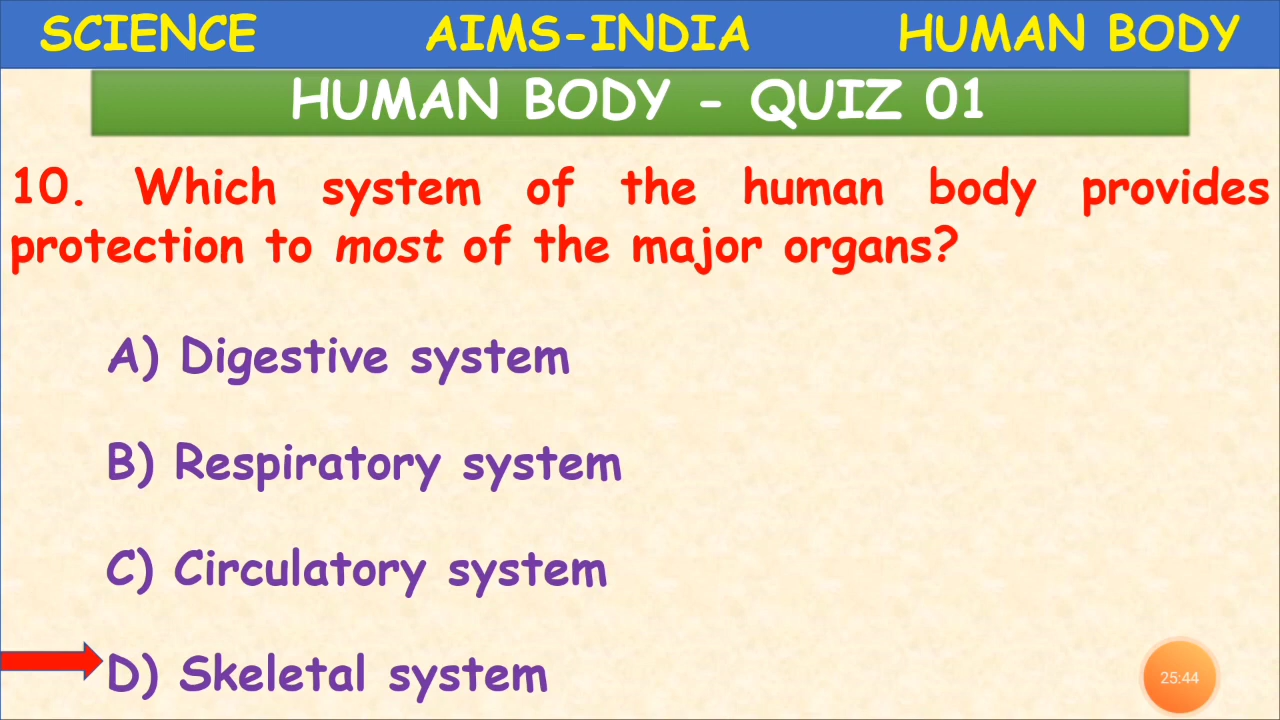 SCIENCE AIMS-INDIA HUMAN BODY
HUMAN BODY - QUIZ 01
10. Which system of the human body provides
protection to most of the major organs?
A) Digestive system
B) Respiratory system
C) Circulatory system
D) Skeletal system
25:44